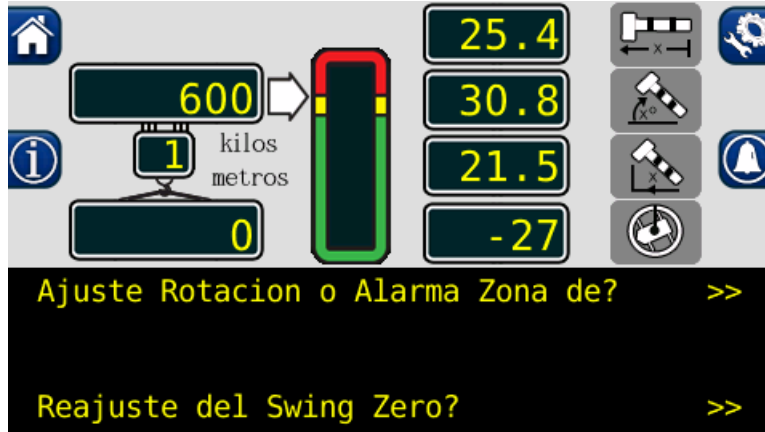 25.4
600
30.8
1
kilos
metros
21.5
0
-27
Ajuste Rotacion o Alarma Zona de? >>
Reajuste del Swing Zero? >>